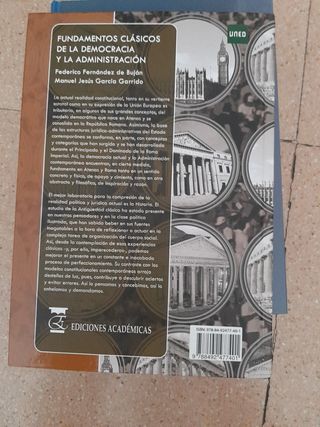 FUNDAMENTOS CLÁSICOS
DE LA DEMOCRACIA
Y LA ADMINISTRACIÓN
UNED
Federico Fernández de Buján
Manuel Jesús García Garrido
La actual realidad constitucional, tanto en su vertiente
estatal como en su expresión de la Unión Europea es
tributaria, en algunos de sus grandes conceptos, del
modelo democrático que nace en Atenas y se
consolida en la República Romana. Asimismo, la base
de las estructuras jurídico-administrativas del Estado
contemporáneo se conforma, en parte, con preceptos
y categorías que han surgido y se han desarrollado
durante el Principado y el Dominado de la Roma
Imperial. Así, la democracia actual y la Administración
contemporánea encuentran, en cierta medida,
fundamento en Atenas y Roma tanto en un sentido
concreto y físico, de apoyo y cimiento, como en otro
abstracto y filosófico, de inspiración y razón.
El mejor laboratorio para la compresión de la
realidad política y jurídica actual es la Historia. El
estudio de la Antigüedad clásica ha estado presente
en nuestros pensadores y en la clase política
ilustrada, que han sabido beber en sus fuentes
inagotables a la hora de reflexionar o actuar en la
compleja tarea de organización del cuerpo social.
Así, desde la contemplación de esas experiencias
clásicas -y, por ello, imperecederas-, podemos
mejorar el presente en un constante e inacabado
proceso de perfeccionamiento. Su contraste con los
modelos constitucionales contemporáneos arroja
destellos de luz, pues, contribuye a descubrir aciertos
y evitar errores. Así lo pensamos y concebimos, así lo
anhelamos y demandamos.
EDICIONES ACADÉMICAS
ISBN: 978-84-92477-40-1
9788492477401